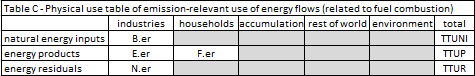 Table C - Physical use table of emission-relevant use of energy flows (related to fuel combustion)
industries households accumulation rest of world environment total
natural energy inputs B.er TTUNI
energy products E.er F.er TTUP
energy residuals N.er TTUR